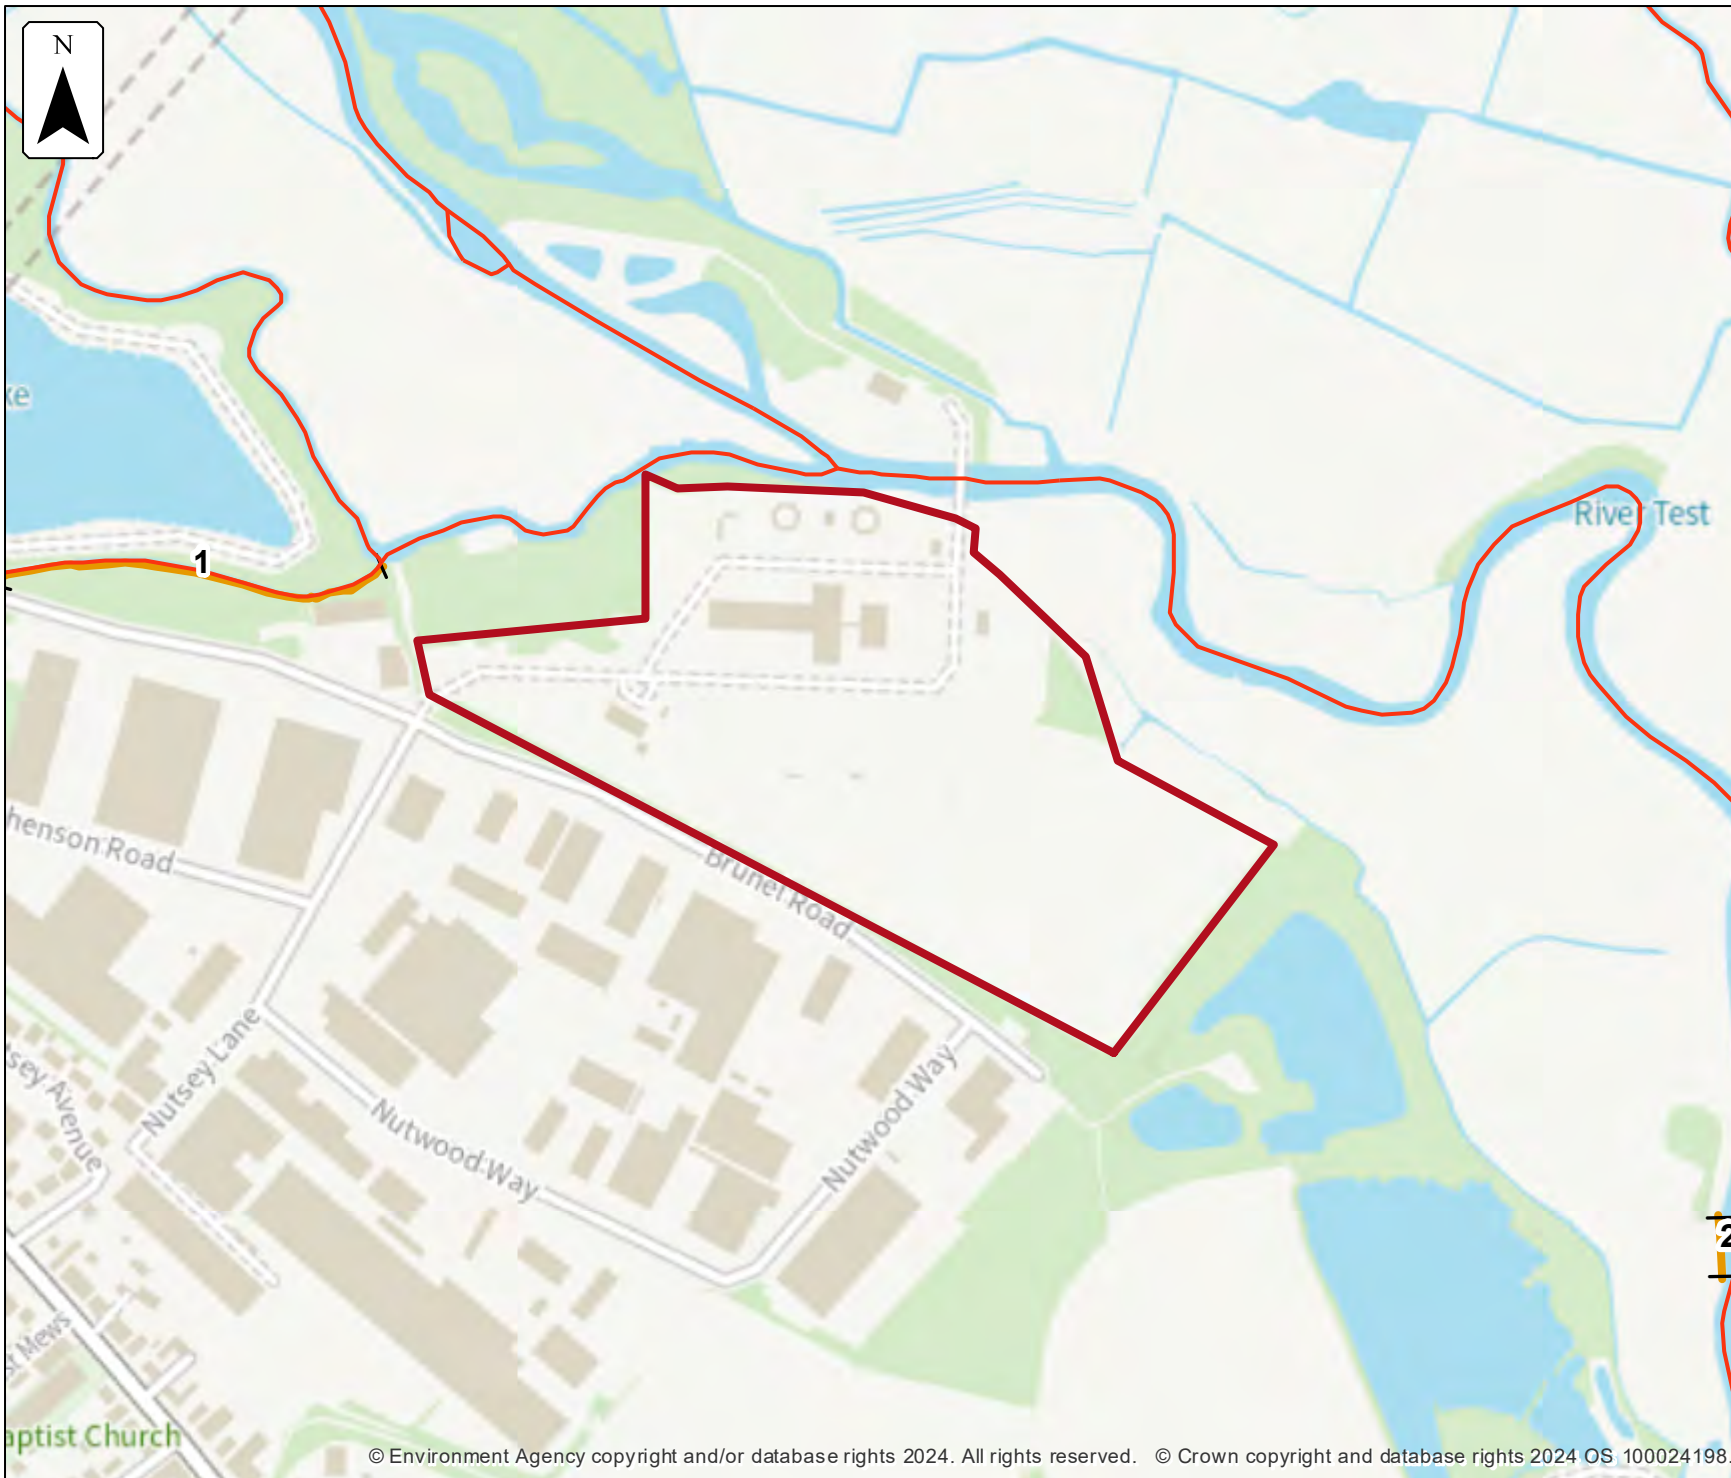 N
ke
1
River Test
henson Road
Brunel Road
Nutsey Lane
tsey Avenue
Nutwood Way
Nutwood Way
2
st Mews
aptist Church
© Environment Agency copyright and/or database rights 2024. All rights reserved. © Crown copyright and database rights 2024 OS 100024198